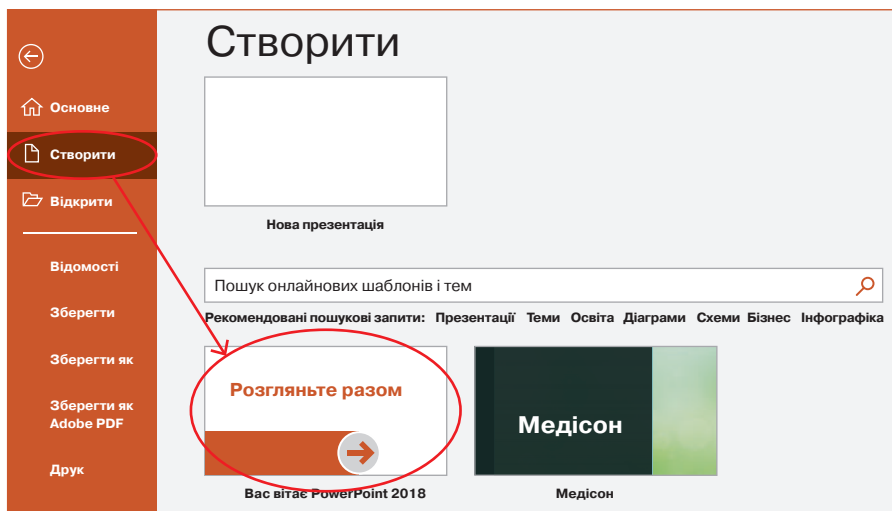 Створити
Основне
Створити
Відкрити
Відомості
Зберегти
Зберегти як
Зберегти як
Adobe PDF
Друк
Нова презентація
Пошук онлайнових шаблонів і тем
Рекомендовані пошукові запити: Презентації Теми Освіта Діаграми Схеми Бізнес Інфографіка
Розгляньте разом
Вас вітає PowerPoint 2018
Медісон
Медісон